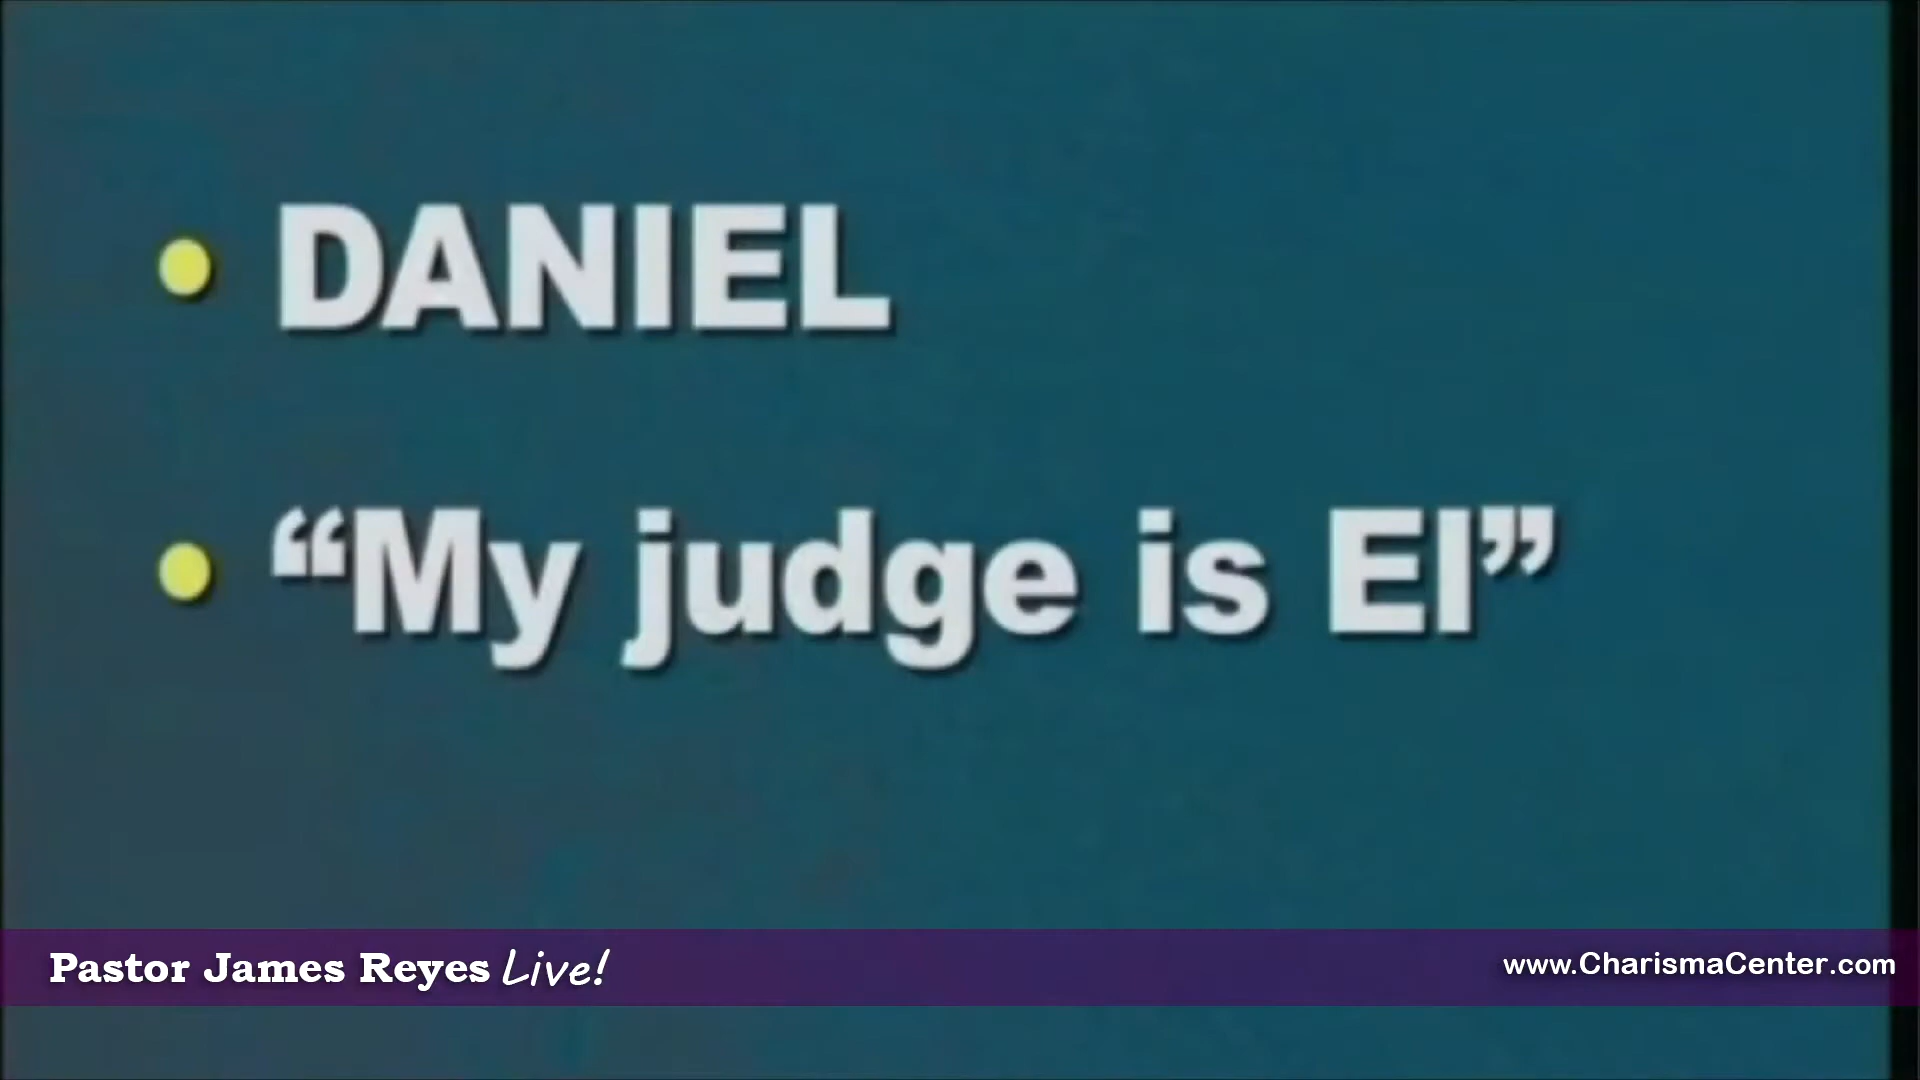 • DANIEL
• “My judge is El”
Pastor James Reyes Live!
www.CharismaCenter.com